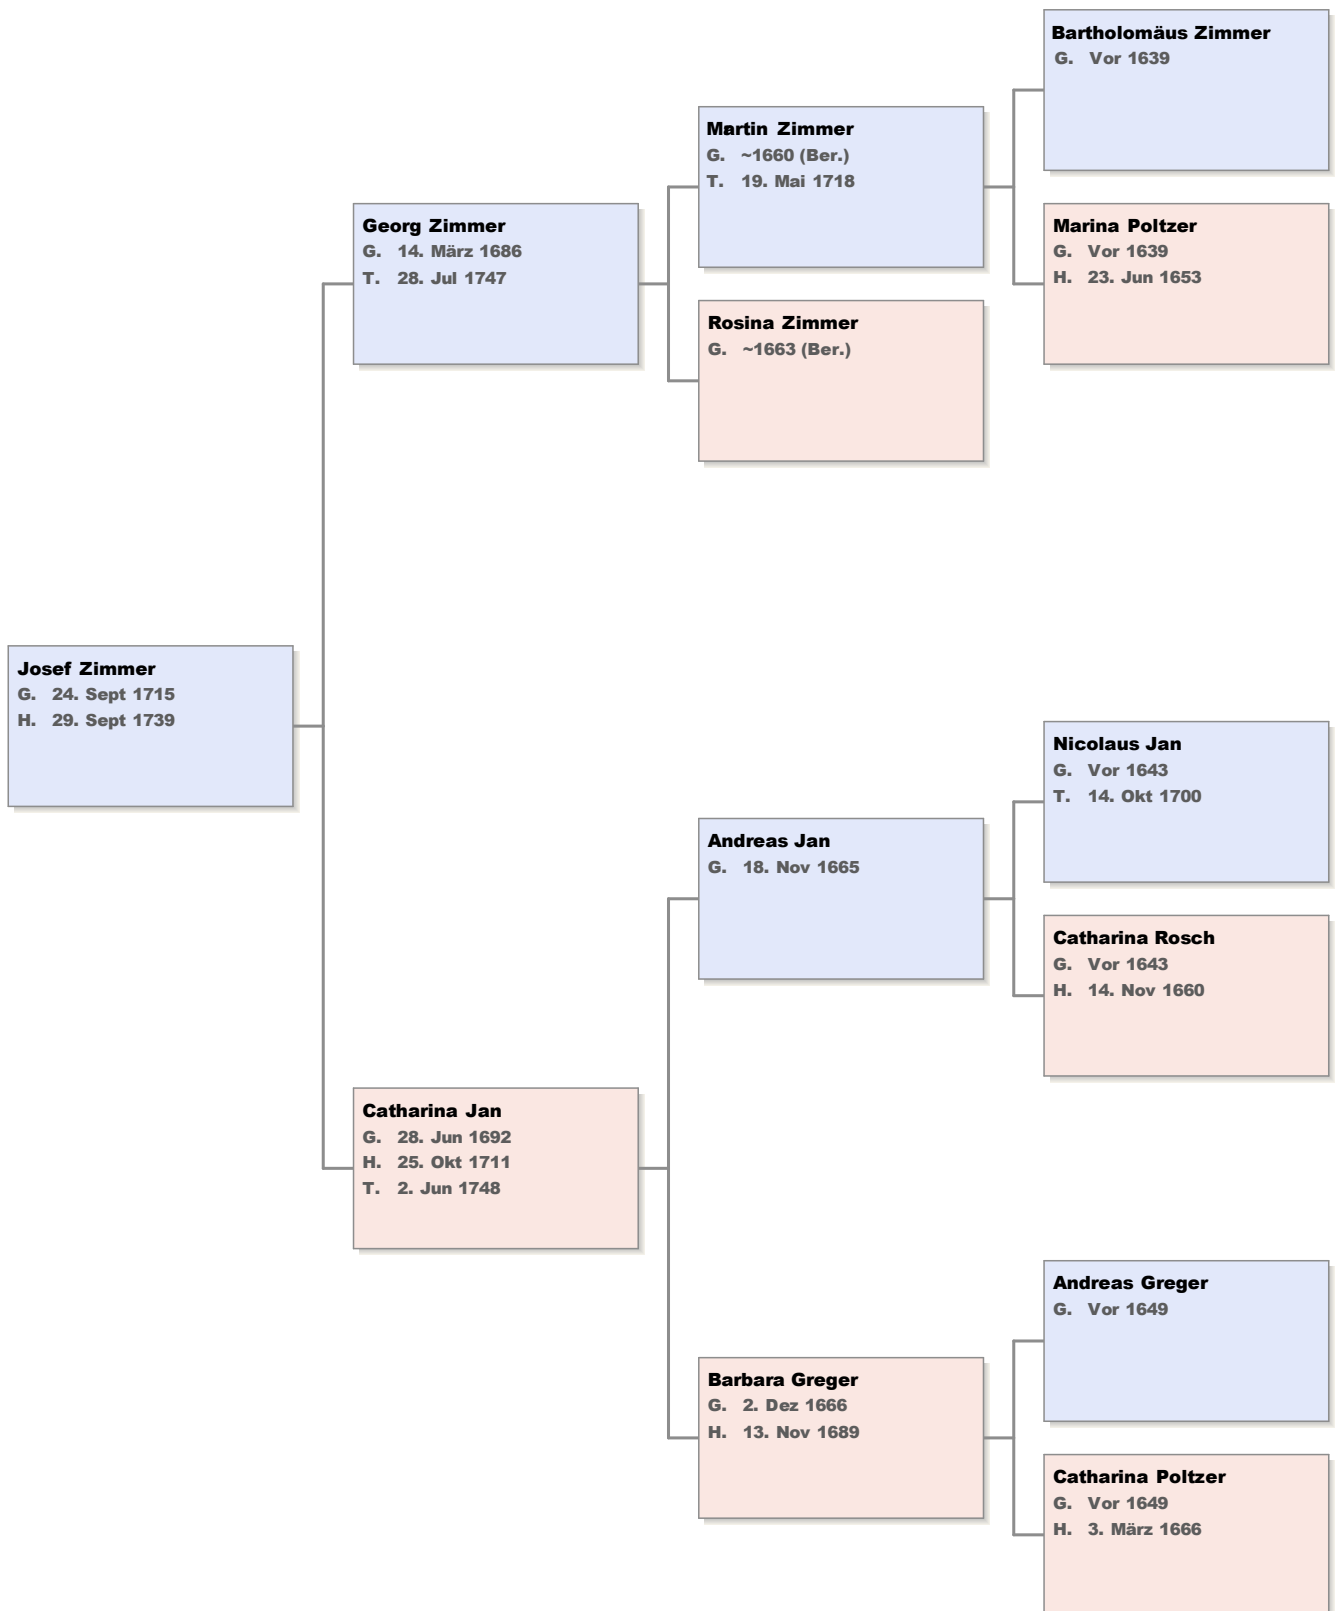 Bartholomäus Zimmer
G. Vor 1639
Martin Zimmer
G. ~1660 (Ber.)
T. 19. Mai 1718
Georg Zimmer
G. 14. März 1686
T. 28. Jul 1747
Marina Poltzer
G. Vor 1639
H. 23. Jun 1653
Rosina Zimmer
G. ~1663 (Ber.)
Josef Zimmer
G. 24. Sept 1715
H. 29. Sept 1739
Nicolaus Jan
G. Vor 1643
T. 14. Okt 1700
Andreas Jan
G. 18. Nov 1665
Catharina Rosch
G. Vor 1643
H. 14. Nov 1660
Catharina Jan
G. 28. Jun 1692
H. 25. Okt 1711
T. 2. Jun 1748
Andreas Greger
G. Vor 1649
Barbara Greger
G. 2. Dez 1666
H. 13. Nov 1689
Catharina Poltzer
G. Vor 1649
H. 3. März 1666